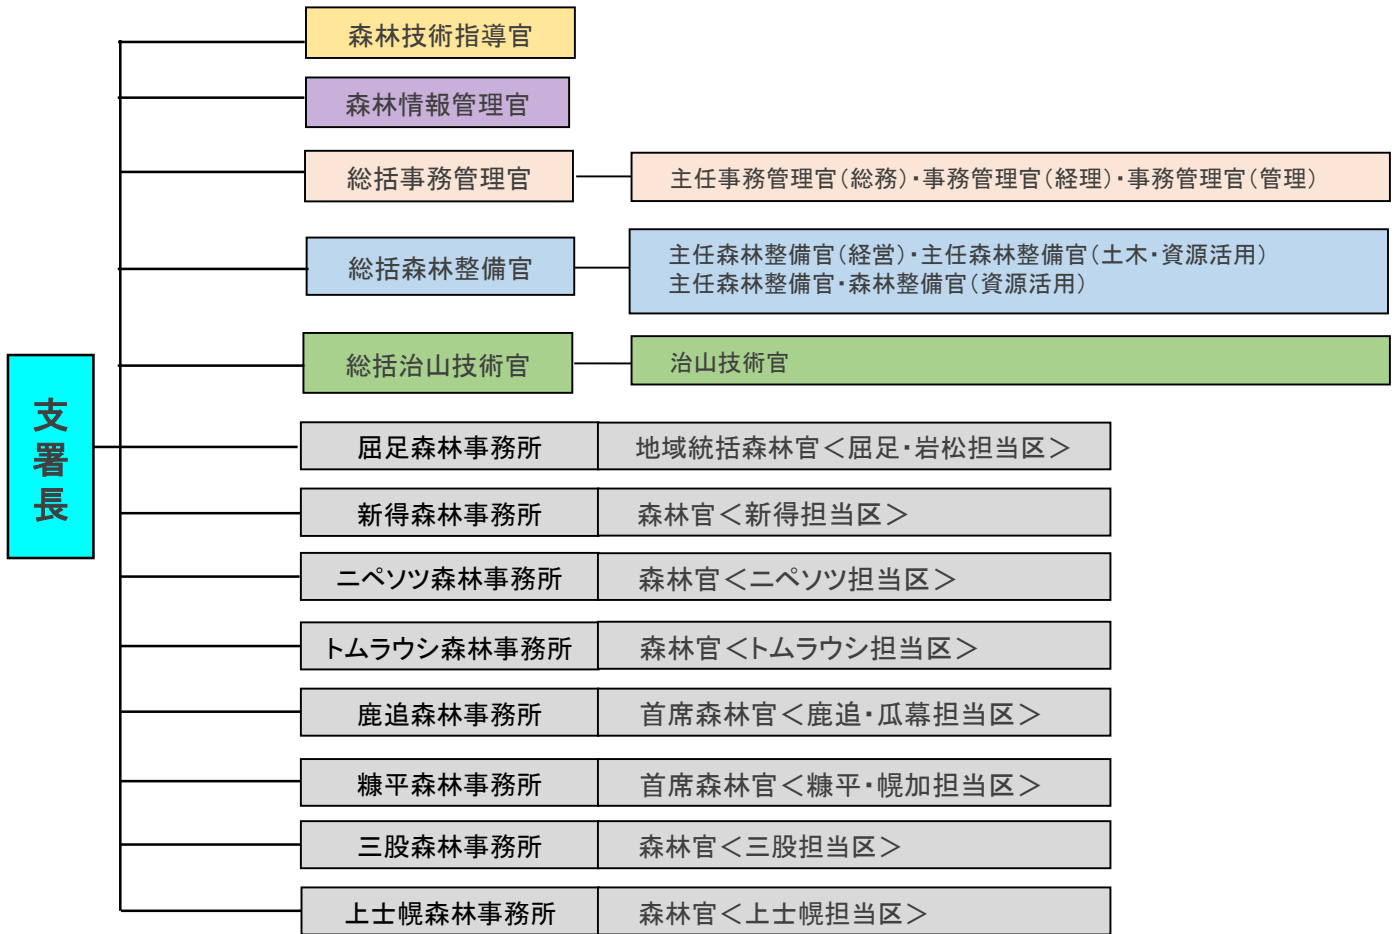 森林技術指導官
森林情報管理官
総括事務管理官
主任事務管理官(総務)・事務管理官(経理)・事務管理官(管理)
総括森林整備官
主任森林整備官(経営)・主任森林整備官(土木・資源活用)
主任森林整備官・森林整備官(資源活用)
総括治山技術官
治山技術官
支署長
屈足森林事務所
地域統括森林官<屈足・岩松担当区>
新得森林事務所
森林官<新得担当区>
ニペソツ森林事務所
森林官<ニペソツ担当区>
トムラウシ森林事務所
森林官<トムラウシ担当区>
鹿追森林事務所
首席森林官<鹿追・瓜幕担当区>
糠平森林事務所
首席森林官<糠平・幌加担当区>
三股森林事務所
森林官<三股担当区>
上士幌森林事務所
森林官<上士幌担当区>